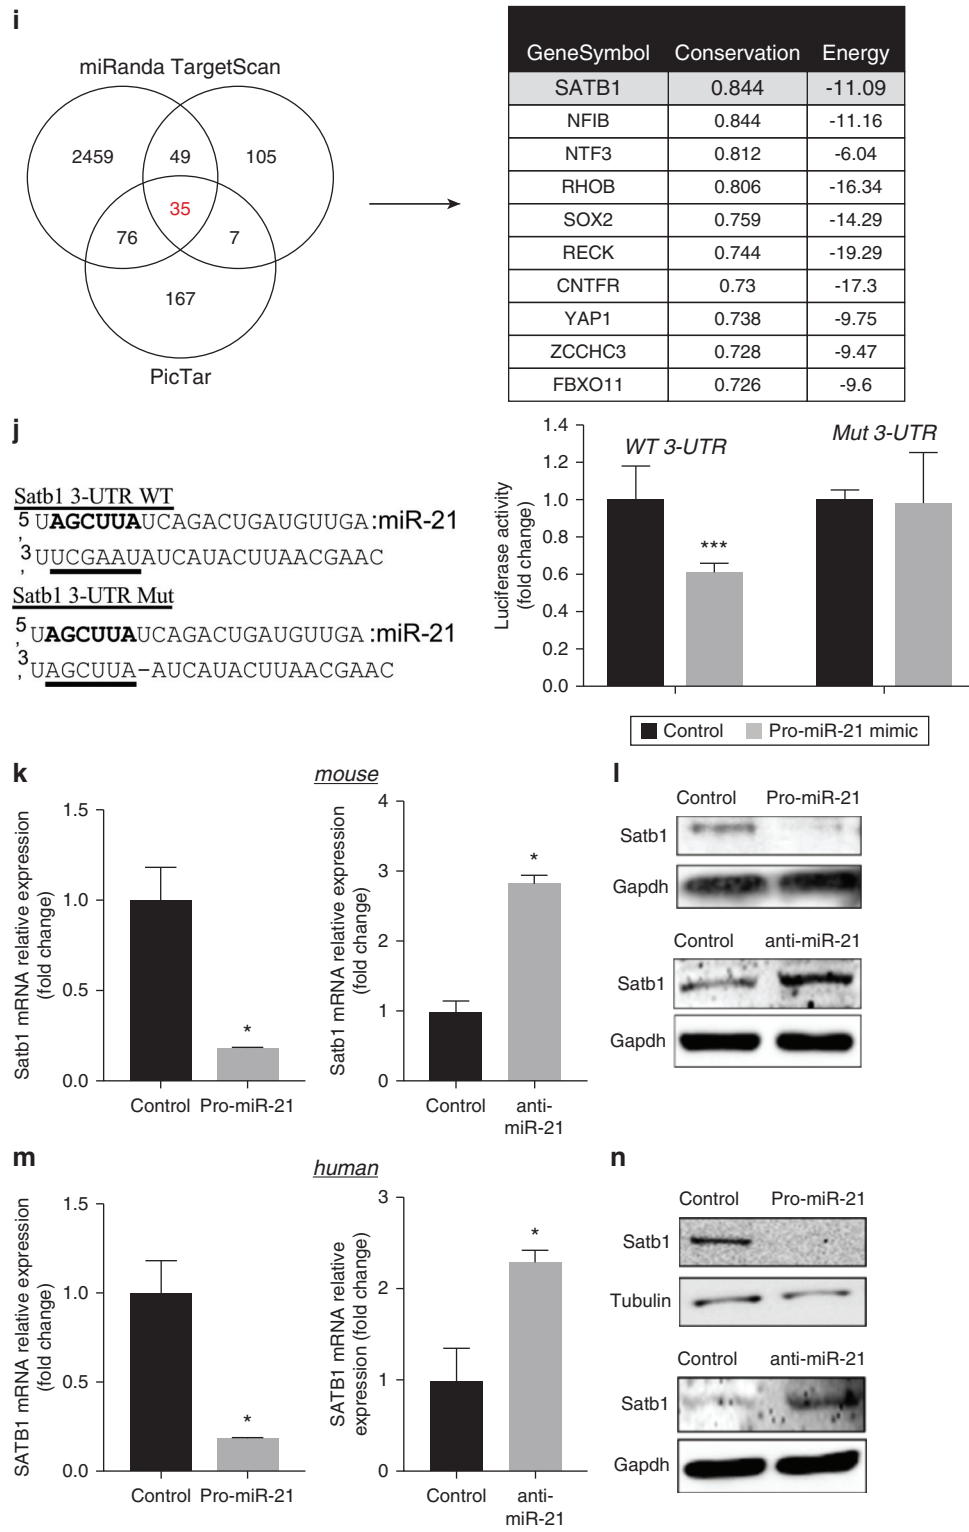 i
miRanda TargetScan
2459
49
105
35
76
7
167
PicTar
GeneSymbol Conservation Energy
SATB1 0.844 -11.09
NFIB 0.844 -11.16
NTF3 0.812 -6.04
RHOB 0.806 -16.34
SOX2 0.759 -14.29
RECK 0.744 -19.29
CNTFR 0.73 -17.3
YAP1 0.738 -9.75
ZCCHC3 0.728 -9.47
FBXO11 0.726 -9.6
j
Satb1 3-UTR WT
5, UAGCUUAUCAGACUGAUGUUGA:miR-21
3, UUCGAAUAUCAUACUUAACGAAC
Satb1 3-UTR Mut
5, UAGCUUAUCAGACUGAUGUUGA:miR-21
3, UAGCUUA–AUCAUACUUAACGAAC
Luciferase activity
(fold change)
1.4
1.2
1.0
0.8
0.6
0.4
0.2
0.0
WT 3-UTR
Mut 3-UTR
***
Control
Pro-miR-21 mimic
k
mouse
Satb1 mRNA relative expression
(fold change)
1.5
1.0
0.5
0.0
*
Control Pro-miR-21
Satb1 mRNA relative expression
(fold change)
4
3
2
1
0
*
Control anti-
miR-21
l
Control Pro-miR-21
Satb1
Gapdh
Control anti-miR-21
Satb1
Gapdh
m
human
SATB1 mRNA relative expression
(fold change)
1.5
1.0
0.5
0.0
*
Control Pro-miR-21
SATB1 mRNA relative
expression (fold change)
3
2
1
0
*
Control anti-
miR-21
n
Control Pro-miR-21
Satb1
Tubulin
Control anti-miR-21
Satb1
Gapdh